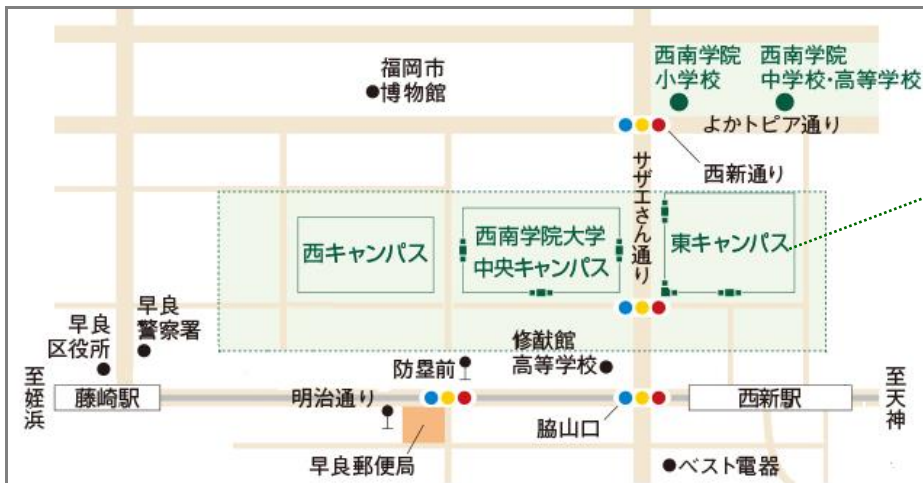 福岡市
博物館
西南学院
小学校
西南学院
中学校・高等学校
よかトピア通り
西新通り
サザエさん通り
西キャンパス
西南学院大学
中央キャンパス
東キャンパス
早良
区役所
早良
警察署
修猷館
高等学校
防塁前
至姪浜
藤崎駅
明治通り
西新駅
至天神
脇山口
早良郵便局
ベスト電器